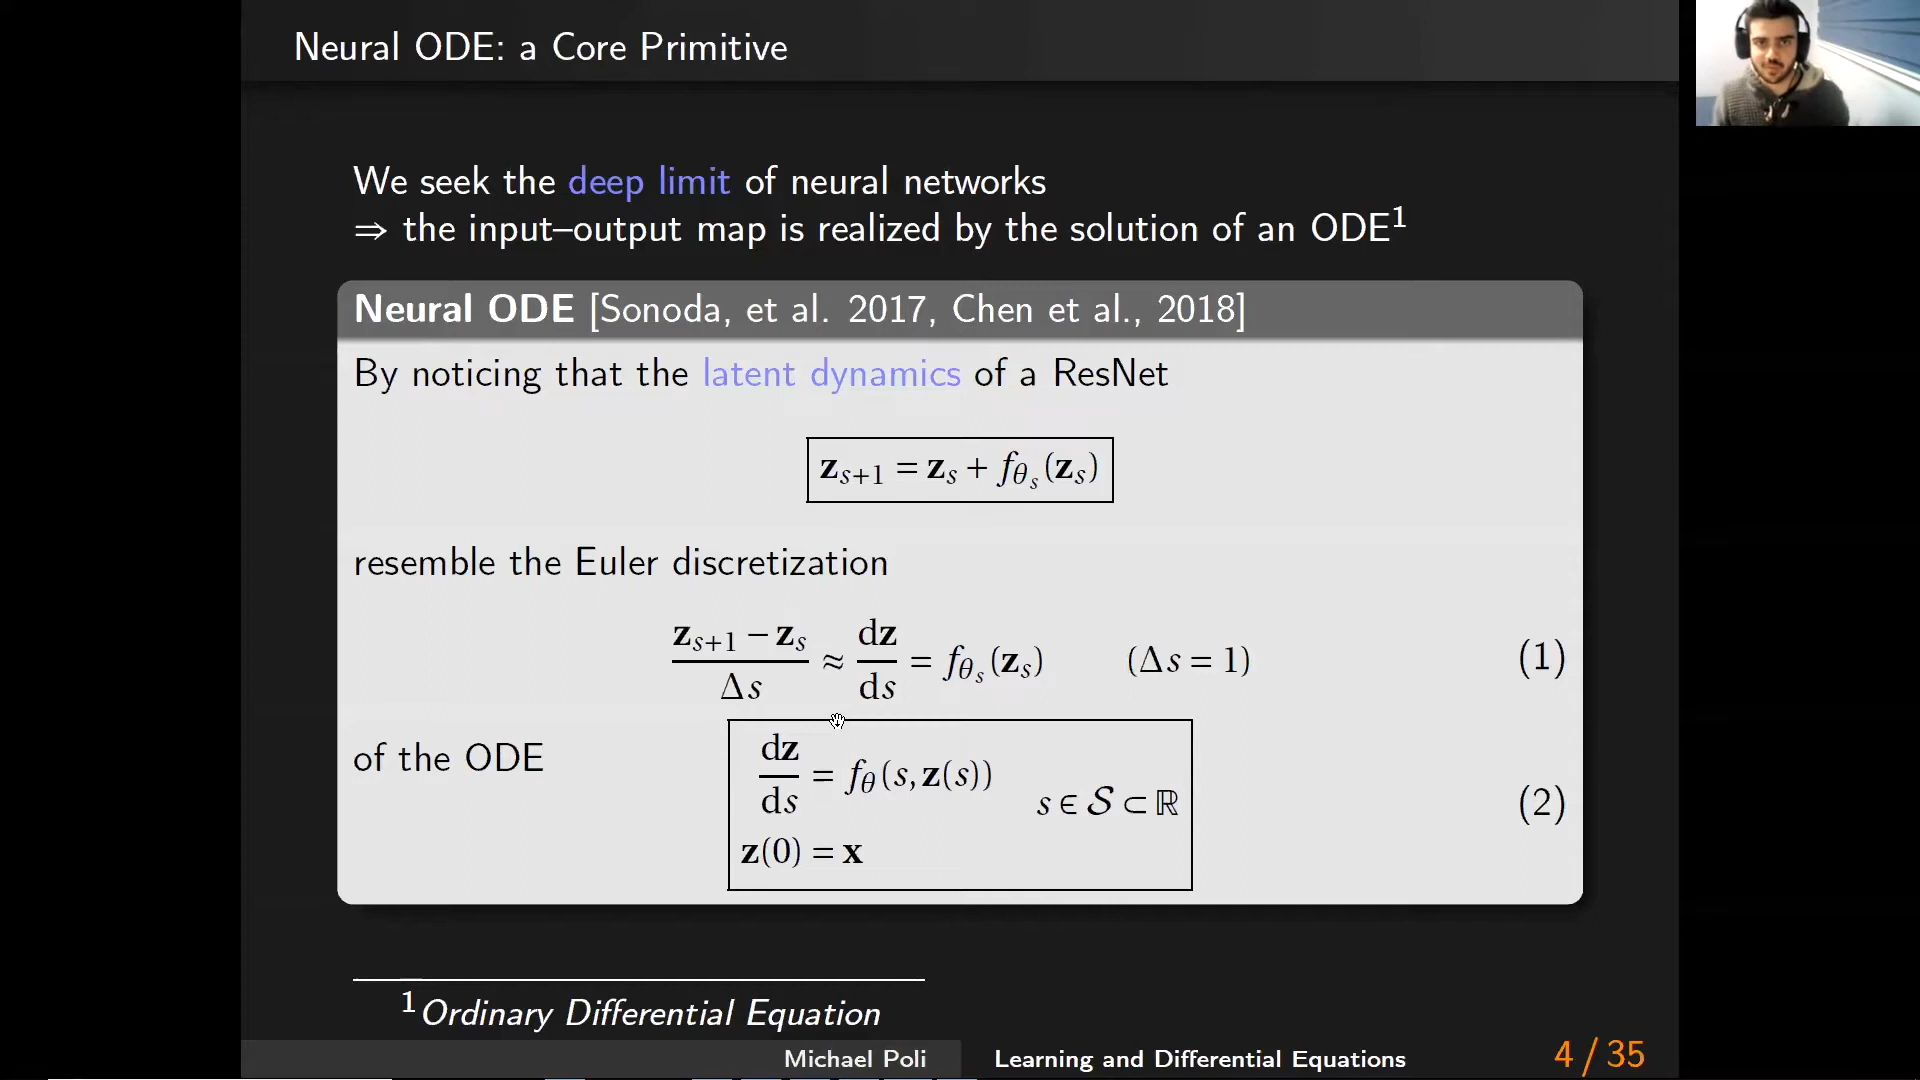 Neural ODE: a Core Primitive
We seek the deep limit of neural networks
⇒ the input–output map is realized by the solution of an ODE¹
Neural ODE [Sonoda, et al. 2017, Chen et al., 2018]
By noticing that the latent dynamics of a ResNet
𝐳_{s+1} = 𝐳_s + f_{θ_s}(𝐳_s)
resemble the Euler discretization
(𝐳_{s+1} − 𝐳_s)/Δs ≈ d𝐳/ds = f_{θ_s}(𝐳_s) (Δs = 1) (1)
of the ODE
d𝐳/ds = f_θ(s, 𝐳(s)) s ∈ 𝒮 ⊂ ℝ (2)
𝐳(0) = 𝐱
¹Ordinary Differential Equation
Michael Poli Learning and Differential Equations 4 / 35